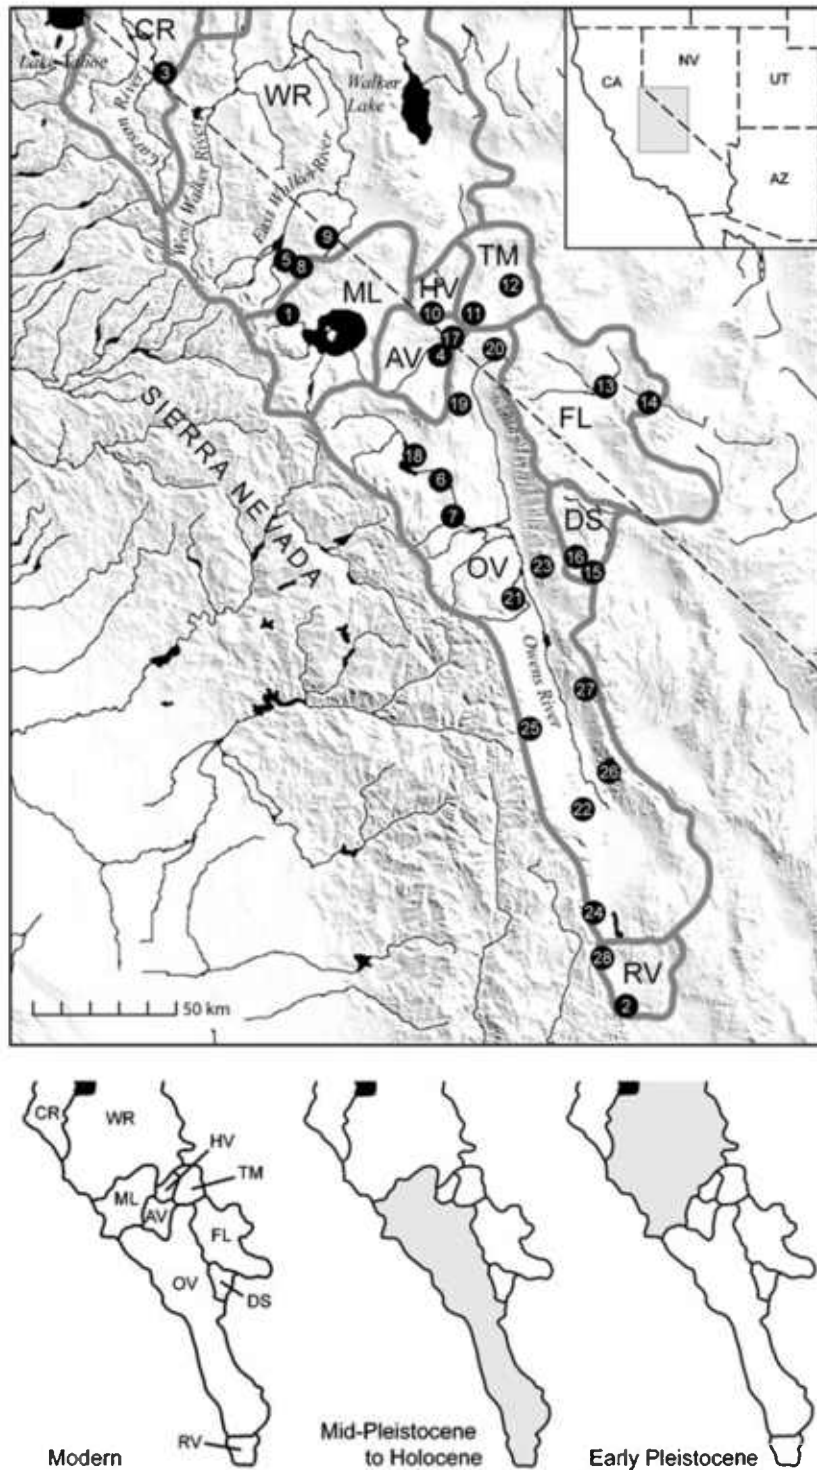 CR
Lake Tahoe
3
Carson
River
WR
Walker
Lake
West Walker River
East Walker River
CA
NV
UT
AZ
9
5
8
1
ML
HV
TM
12
10
11
17
4
AV
20
19
13
14
FL
18
6
7
SIERRA NEVADA
DS
16
15
23
OV
21
Owens River
27
25
26
22
24
28
RV
2
50 km
CR
WR
HV
TM
ML
AV
FL
OV
DS
RV
Modern
Mid-Pleistocene
to Holocene
Early Pleistocene